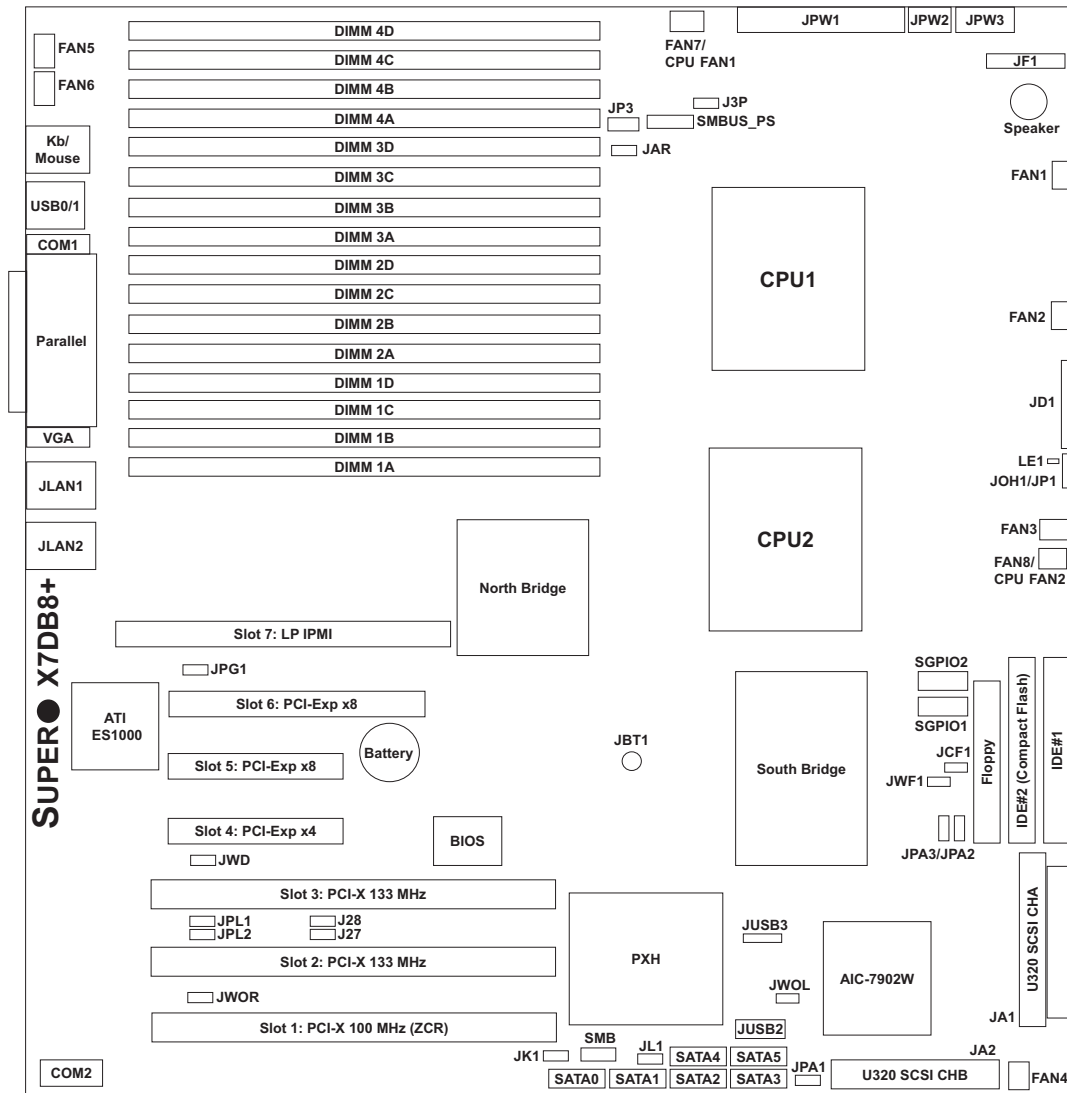 JPW1
JPW2
JPW3
FAN7/
CPU FAN1
JF1
Speaker
FAN5
FAN6
DIMM 4D
DIMM 4C
DIMM 4B
DIMM 4A
DIMM 3D
DIMM 3C
DIMM 3B
DIMM 3A
DIMM 2D
DIMM 2C
DIMM 2B
DIMM 2A
DIMM 1D
DIMM 1C
DIMM 1B
DIMM 1A
J3P
JP3
SMBUS_PS
JAR
Kb/
Mouse
USB0/1
COM1
Parallel
VGA
JLAN1
JLAN2
FAN1
CPU1
FAN2
JD1
LE1
JOH1/JP1
CPU2
FAN3
FAN8/
CPU FAN2
North Bridge
SUPER X7DB8+
Slot 7: LP IPMI
JPG1
ATI
ES1000
Slot 6: PCI-Exp x8
Battery
Slot 5: PCI-Exp x8
JBT1
South Bridge
SGPIO2
SGPIO1
JCF1
JWF1
Floppy
IDE#2 (Compact Flash)
IDE#1
JPA3/JPA2
Slot 4: PCI-Exp x4
BIOS
JWD
Slot 3: PCI-X 133 MHz
JPL1
JPL2
J28
J27
Slot 2: PCI-X 133 MHz
JWOR
Slot 1: PCI-X 100 MHz (ZCR)
PXH
JUSB3
JWOL
AIC-7902W
U320 SCSI CHA
JA1
JUSB2
JK1
SMB
JL1
SATA4
SATA5
SATA0
SATA1
SATA2
SATA3
JPA1
JA2
U320 SCSI CHB
FAN4
COM2